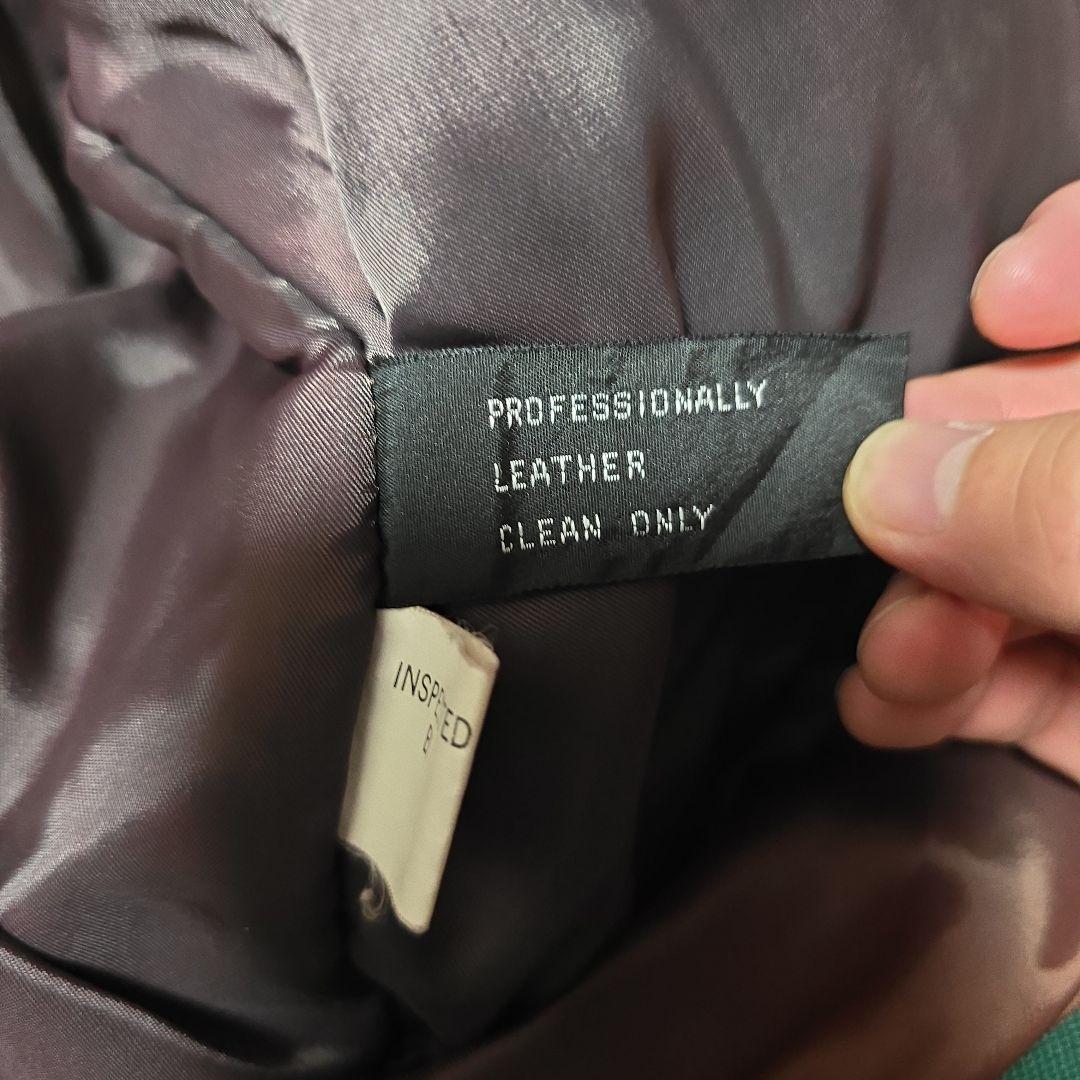 PROFESSIONALLY
LEATHER
CLEAN ONLY
INSPECTED